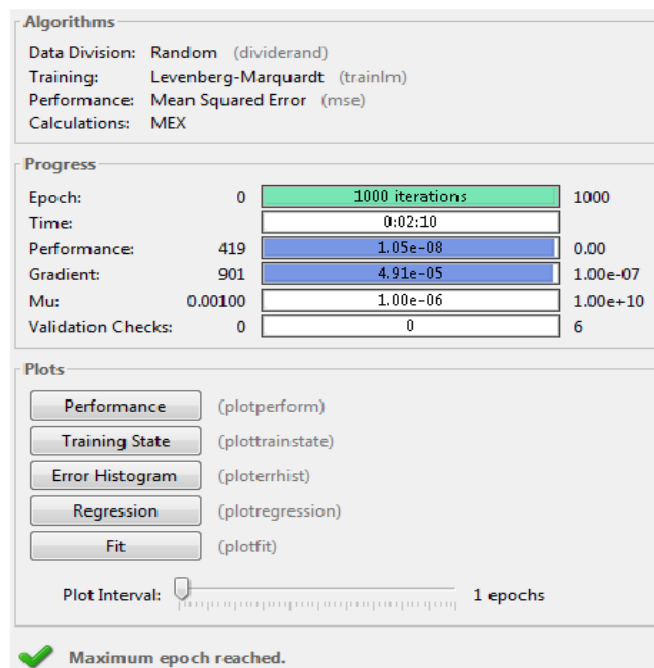 Algorithms
Data Division: Random (dividerand)
Training: Levenberg-Marquardt (trainlm)
Performance: Mean Squared Error (mse)
Calculations: MEX
Progress
Epoch: 0 1000 iterations 1000
Time: 0:02:10
Performance: 419 1.05e-08 0.00
Gradient: 901 4.91e-05 1.00e-07
Mu: 0.00100 1.00e-06 1.00e+10
Validation Checks: 0 0 6
Plots
Performance (plotperform)
Training State (plottrainstate)
Error Histogram (ploterrhist)
Regression (plotregression)
Fit (plotfit)
Plot Interval: 1 epochs
Maximum epoch reached.